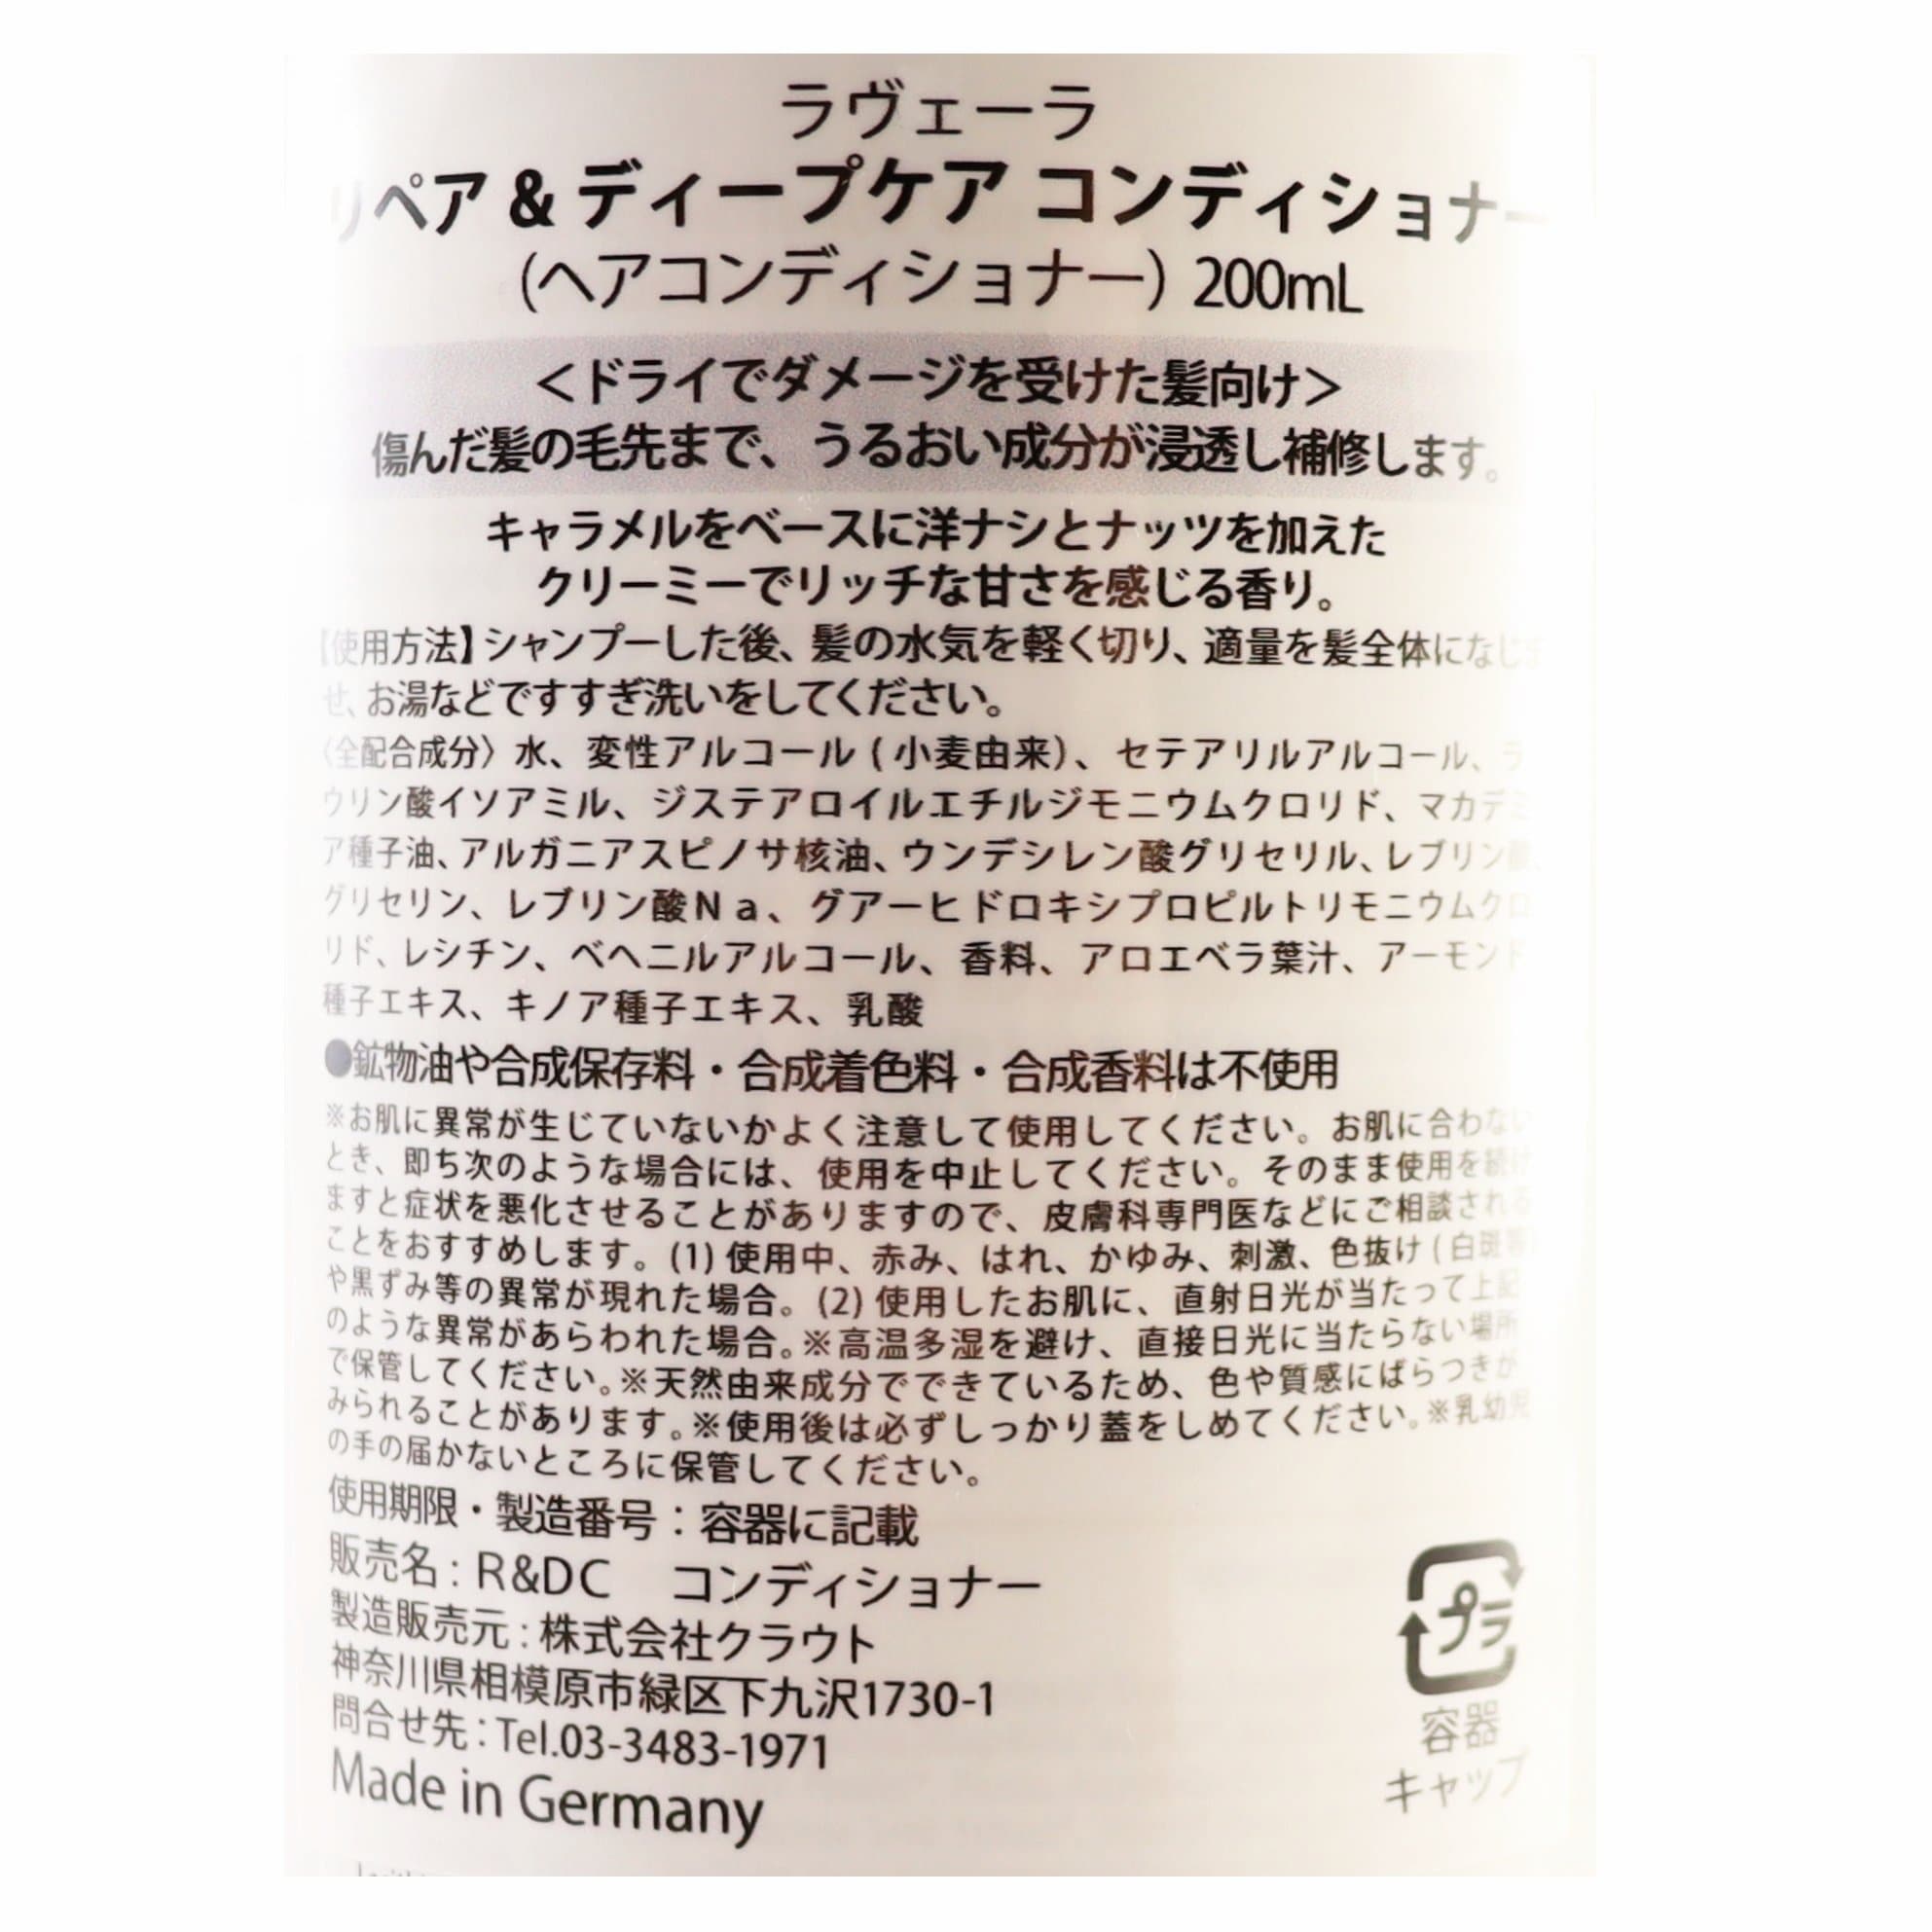 ラヴェーラ
リペア & ディープケア コンディショナー
(ヘアコンディショナー) 200mL
＜ドライでダメージを受けた髪向け＞
傷んだ髪の毛先まで、うるおい成分が浸透し補修します。
キャラメルをベースに洋ナシとナッツを加えた
クリーミーでリッチな甘さを感じる香り。
【使用方法】シャンプーした後、髪の水気を軽く切り、適量を髪全体になじま
せ、お湯などですすぎ洗いをしてください。
〈全配合成分〉水、変性アルコール (小麦由来)、セテアリルアルコール、ラ
ウリン酸イソアミル、ジステアロイルエチルジモニウムクロリド、マカデミ
ア種子油、アルガニアスピノサ核油、ウンデシレン酸グリセリル、レブリン酸、
グリセリン、レブリン酸Ｎａ、グアーヒドロキシプロピルトリモニウムクロ
リド、レシチン、ベヘニルアルコール、香料、アロエベラ葉汁、アーモンド
種子エキス、キノア種子エキス、乳酸
●鉱物油や合成保存料・合成着色料・合成香料は不使用
※お肌に異常が生じていないかよく注意して使用してください。お肌に合わない
とき、即ち次のような場合には、使用を中止してください。そのまま使用を続け
ますと症状を悪化させることがありますので、皮膚科専門医などにご相談される
ことをおすすめします。(1) 使用中、赤み、はれ、かゆみ、刺激、色抜け (白斑等)
や黒ずみ等の異常が現れた場合。(2) 使用したお肌に、直射日光が当たって上記
のような異常があらわれた場合。※高温多湿を避け、直接日光に当たらない場所
で保管してください。※天然由来成分でできているため、色や質感にばらつきが
みられることがあります。※使用後は必ずしっかり蓋をしめてください。※乳幼児
の手の届かないところに保管してください。
使用期限・製造番号：容器に記載
販売名：R&DC　コンディショナー
製造販売元：株式会社クラウト
神奈川県相模原市緑区下九沢1730-1
問合せ先：Tel.03-3483-1971
Made in Germany
プラ
容器
キャップ